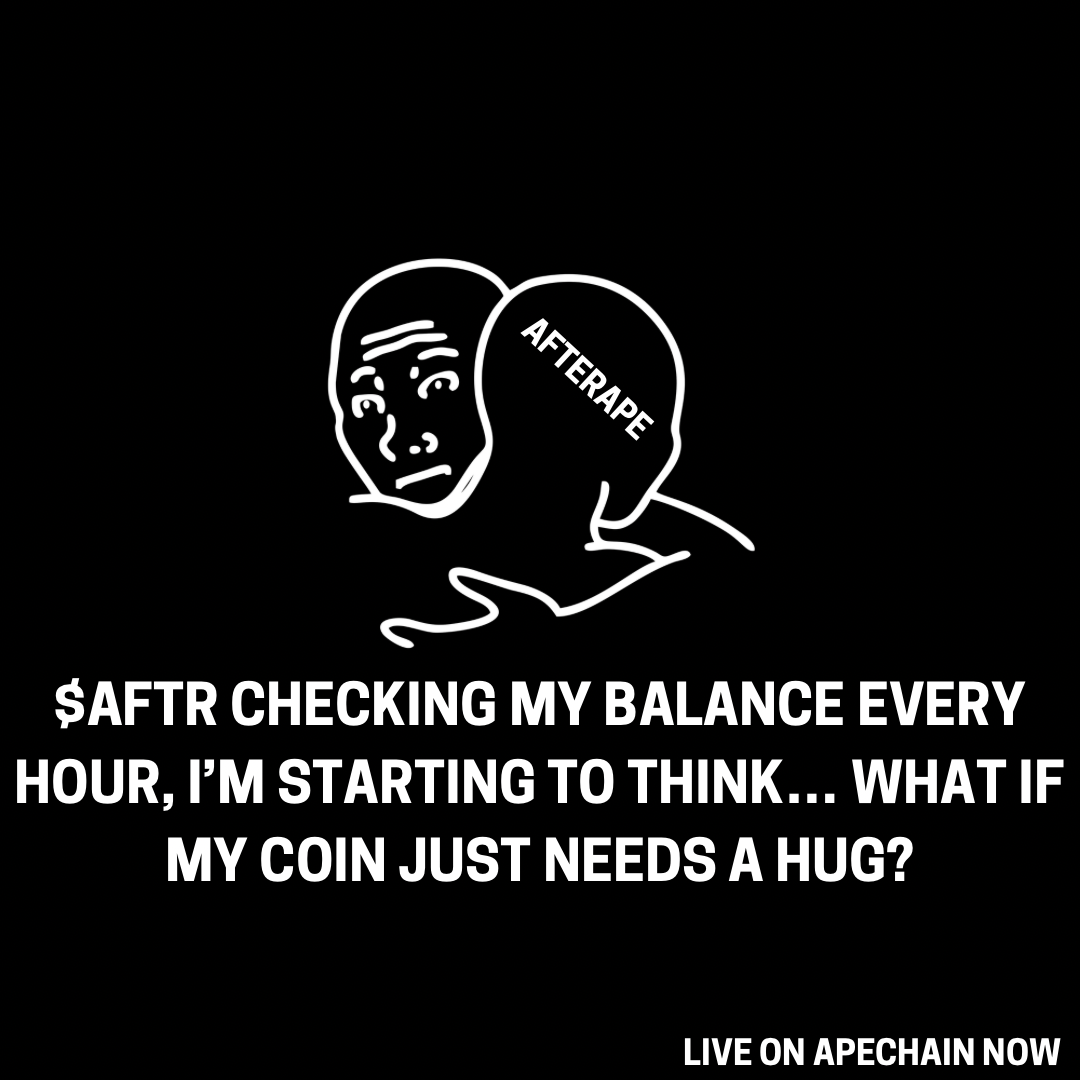 AFTERAPE
$AFTR CHECKING MY BALANCE EVERY
HOUR, I'M STARTING TO THINK... WHAT IF
MY COIN JUST NEEDS A HUG?
LIVE ON APECHAIN NOW